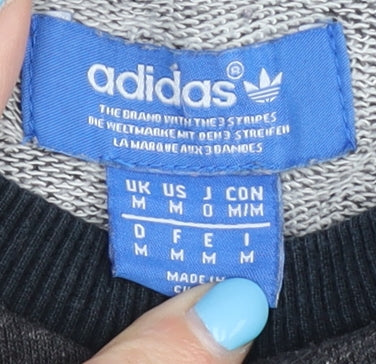 adidas®
THE BRAND WITH THE 3 STRIPES
DIE WELTMARKE MIT DEN 3 STREIFEN
LA MARQUE AUX 3 BANDES
UK US J CON
M M O M/M
D F E I
M M M M
MADE IN